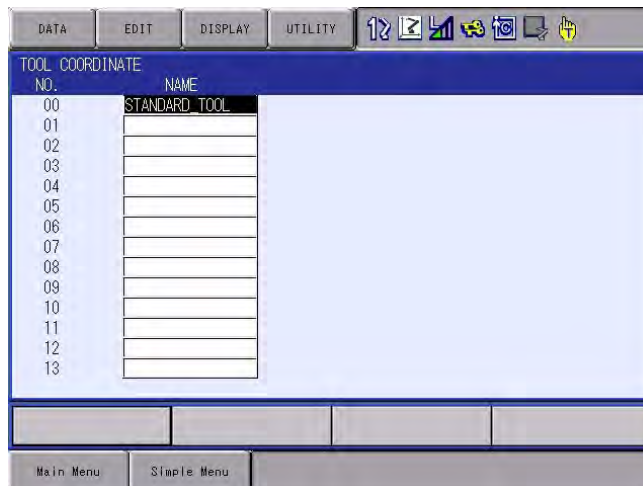 DATA EDIT DISPLAY UTILITY
TOOL COORDINATE
NO. NAME
00 STANDARD_TOOL
01
02
03
04
05
06
07
08
09
10
11
12
13
Main Menu Simple Menu